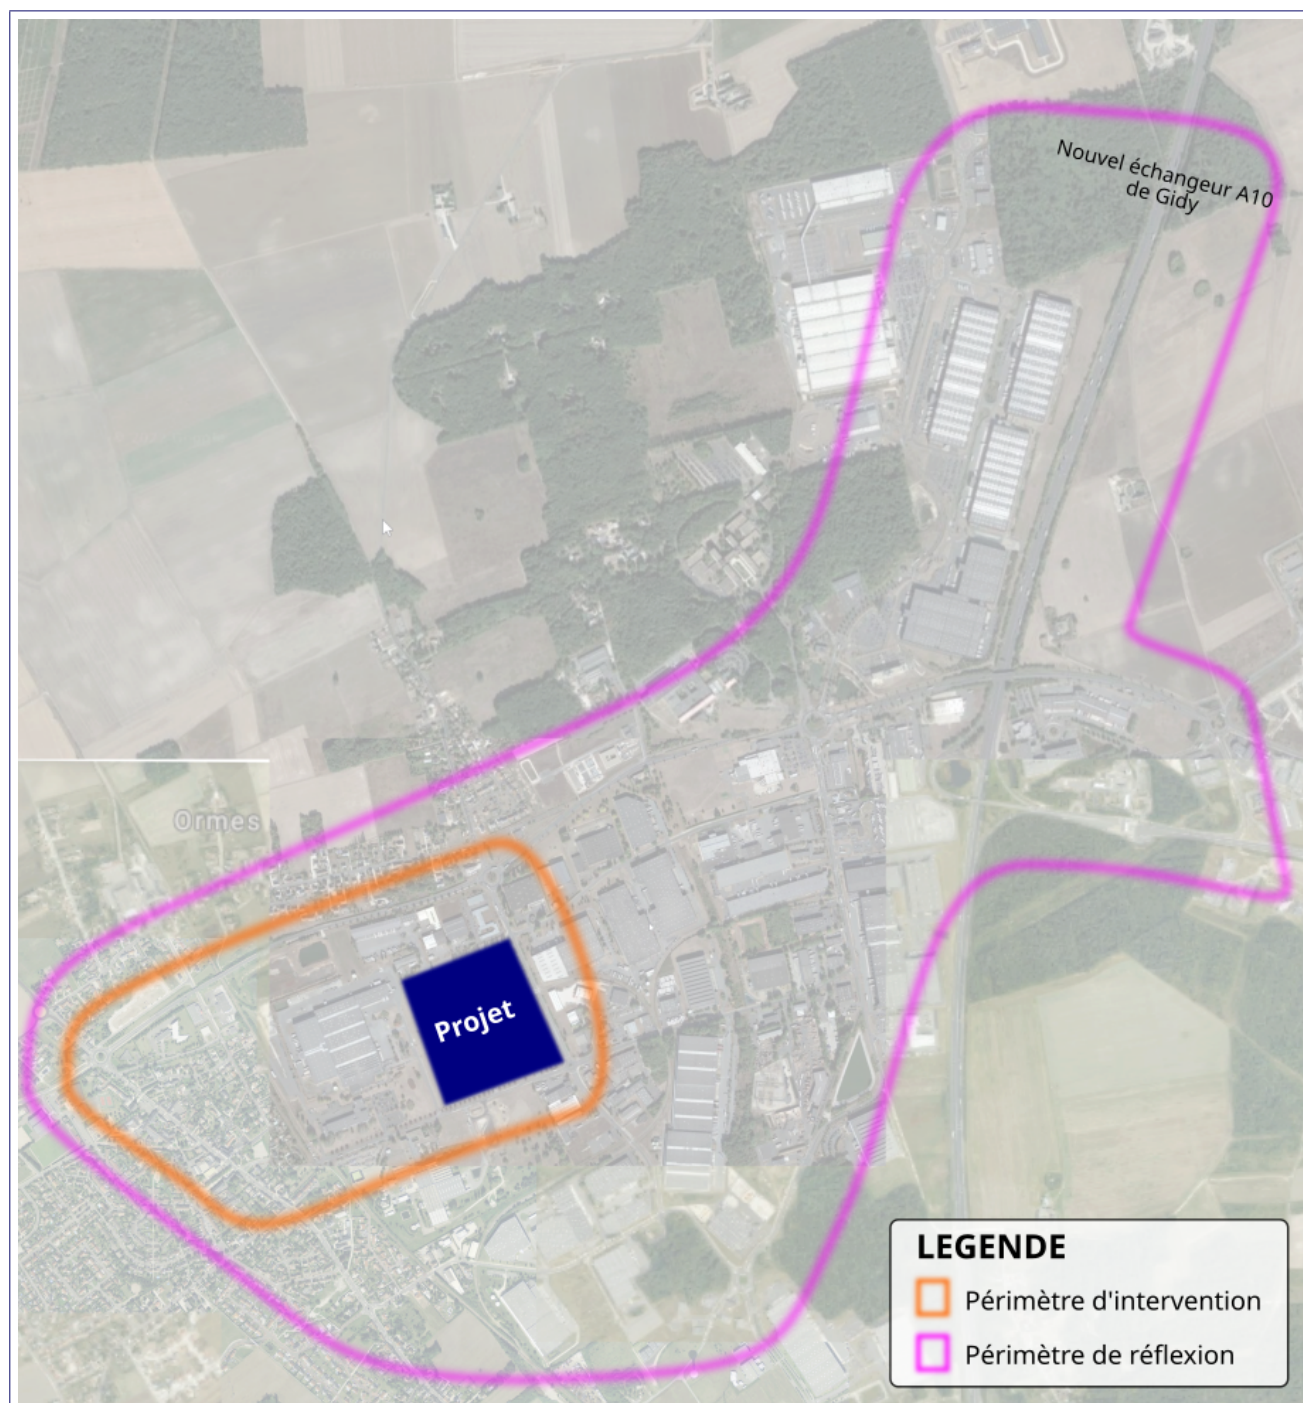 Nouvel échangeur A10
de Gidy
Ormes
Projet
LEGENDE
Périmètre d'intervention
Périmètre de réflexion